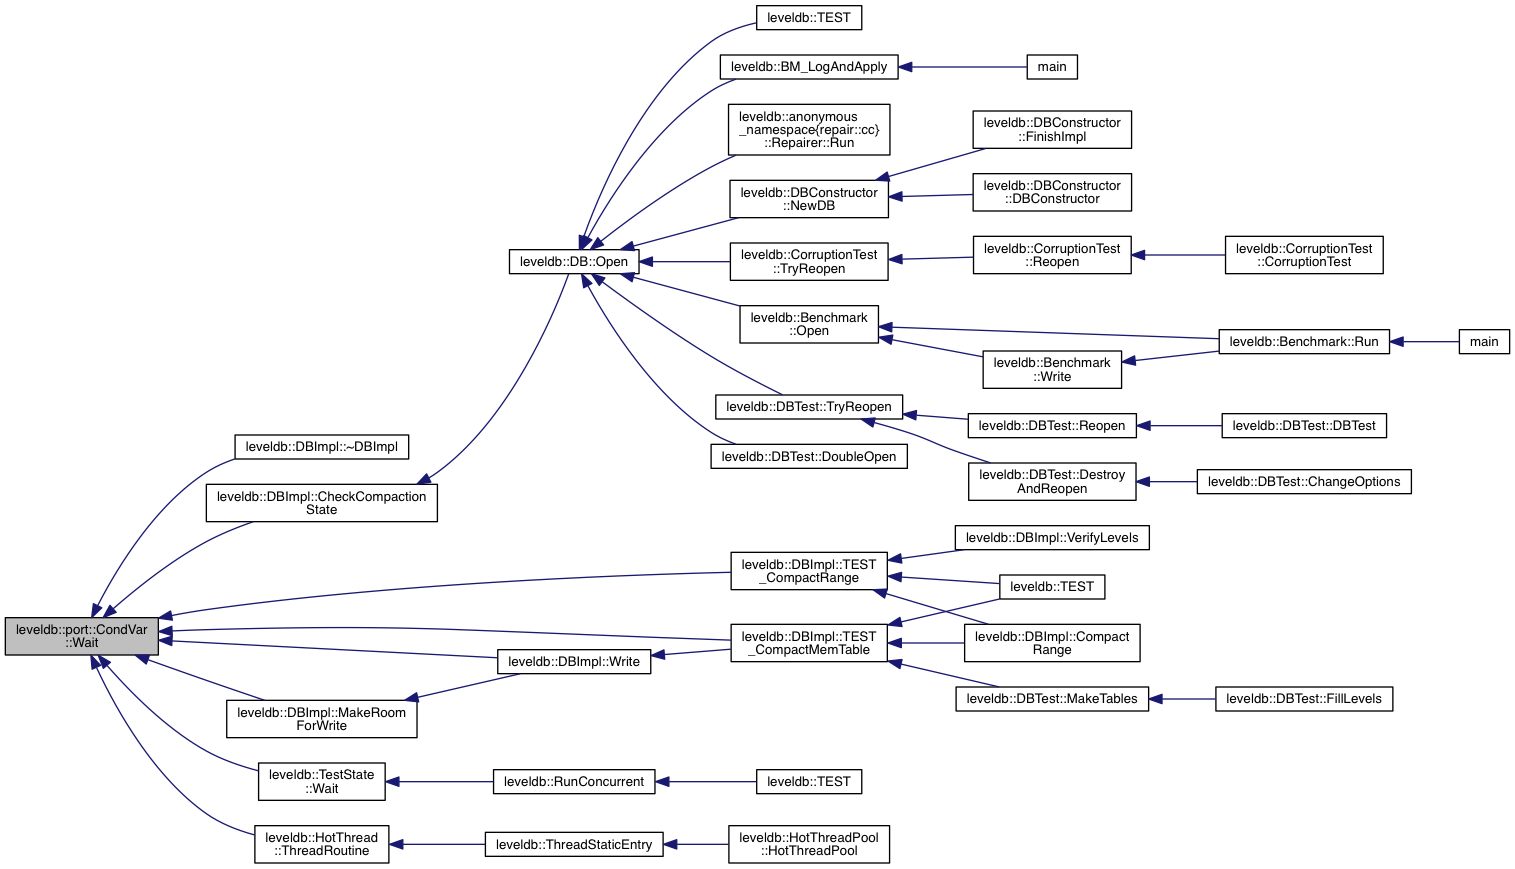 leveldb::TEST
leveldb::BM_LogAndApply
main
leveldb::anonymous
_namespace{repair::cc}
::Repairer::Run
leveldb::DBConstructor
::FinishImpl
leveldb::DBConstructor
::NewDB
leveldb::DBConstructor
::DBConstructor
leveldb::DB::Open
leveldb::CorruptionTest
::TryReopen
leveldb::CorruptionTest
::Reopen
leveldb::CorruptionTest
::CorruptionTest
leveldb::Benchmark
::Open
leveldb::Benchmark::Run
main
leveldb::Benchmark
::Write
leveldb::DBTest::TryReopen
leveldb::DBTest::Reopen
leveldb::DBTest::DBTest
leveldb::DBTest::DoubleOpen
leveldb::DBTest::Destroy
AndReopen
leveldb::DBTest::ChangeOptions
leveldb::DBImpl::~DBImpl
leveldb::DBImpl::CheckCompaction
State
leveldb::DBImpl::VerifyLevels
leveldb::DBImpl::TEST
_CompactRange
leveldb::TEST
leveldb::port::CondVar
::Wait
leveldb::DBImpl::TEST
_CompactMemTable
leveldb::DBImpl::Compact
Range
leveldb::DBImpl::Write
leveldb::DBImpl::MakeRoom
ForWrite
leveldb::DBTest::MakeTables
leveldb::DBTest::FillLevels
leveldb::TestState
::Wait
leveldb::RunConcurrent
leveldb::TEST
leveldb::HotThread
::ThreadRoutine
leveldb::ThreadStaticEntry
leveldb::HotThreadPool
::HotThreadPool